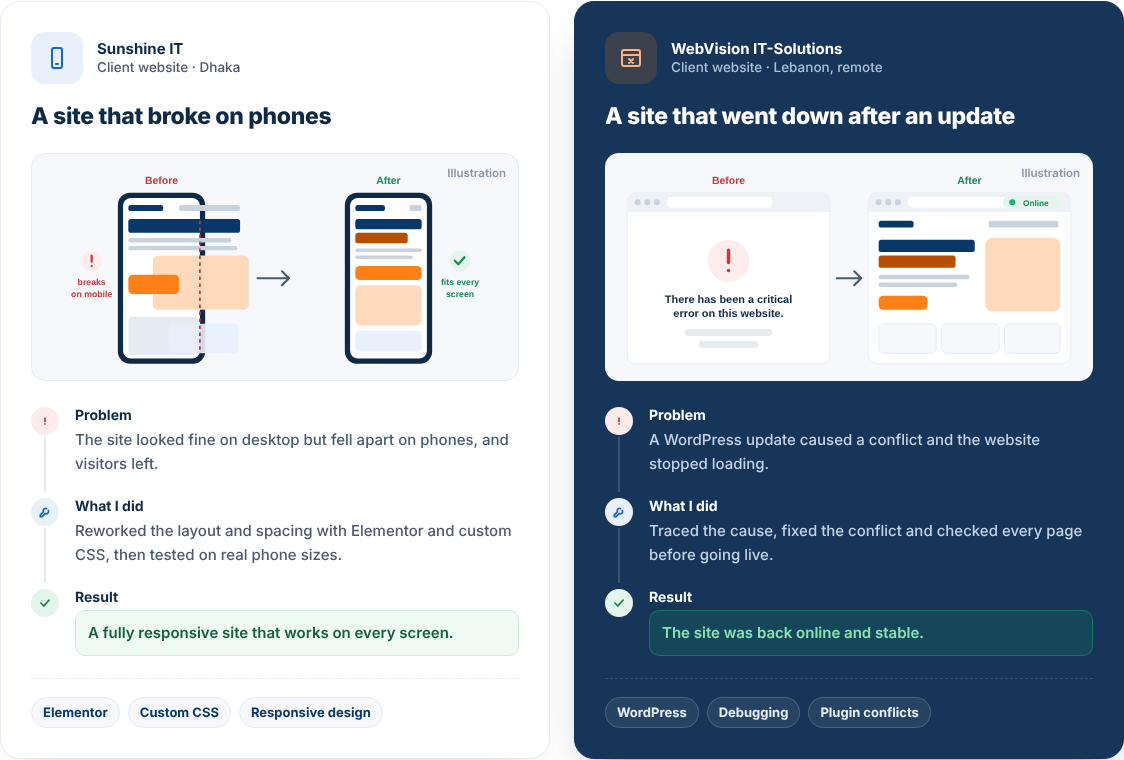 Sunshine IT
Client website · Dhaka
A site that broke on phones
Illustration
Before
After
breaks
on mobile
fits every
screen
Problem
The site looked fine on desktop but fell apart on phones, and
visitors left.
What I did
Reworked the layout and spacing with Elementor and custom
CSS, then tested on real phone sizes.
Result
A fully responsive site that works on every screen.
Elementor
Custom CSS
Responsive design
WebVision IT-Solutions
Client website · Lebanon, remote
A site that went down after an update
Illustration
Before
After
Online
There has been a critical
error on this website.
Problem
A WordPress update caused a conflict and the website
stopped loading.
What I did
Traced the cause, fixed the conflict and checked every page
before going live.
Result
The site was back online and stable.
WordPress
Debugging
Plugin conflicts